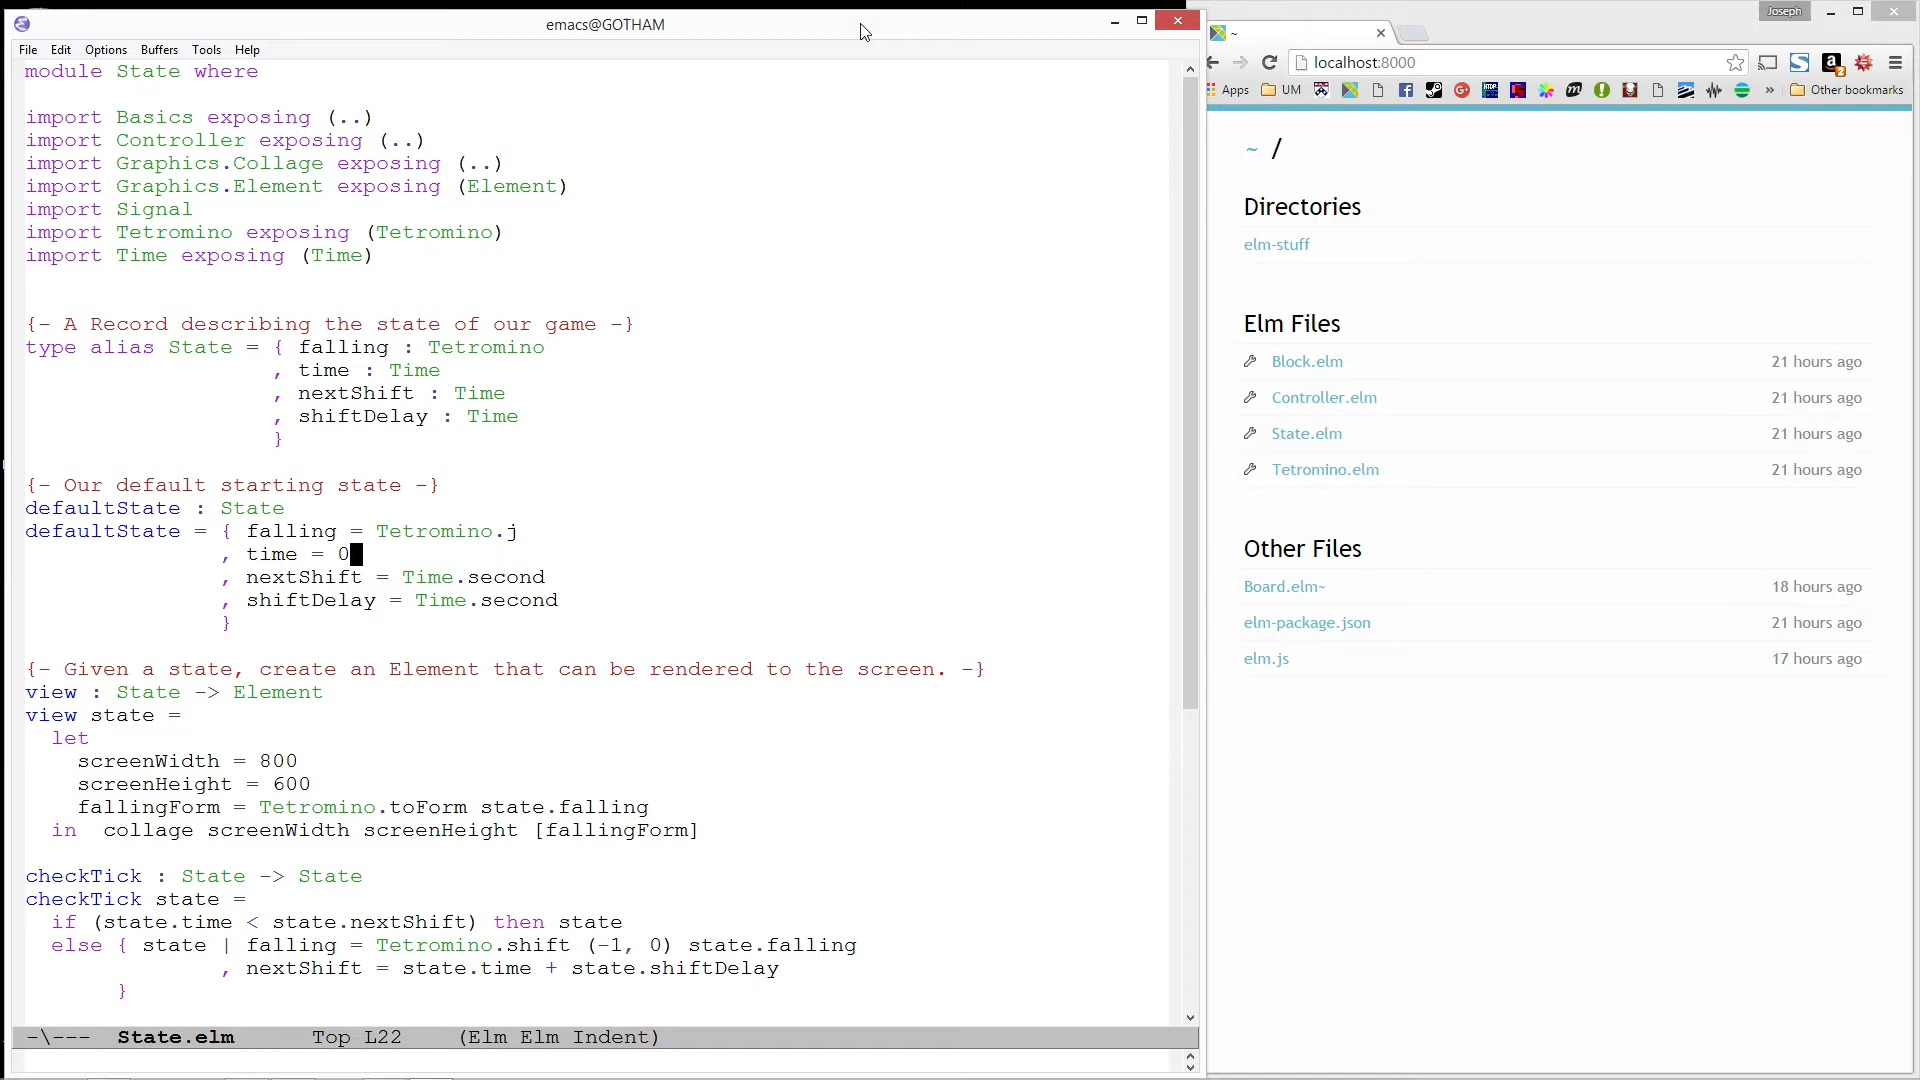 emacs@GOTHAM
File Edit Options Buffers Tools Help
module State where
import Basics exposing (..)
import Controller exposing (..)
import Graphics.Collage exposing (..)
import Graphics.Element exposing (Element)
import Signal
import Tetromino exposing (Tetromino)
import Time exposing (Time)
{- A Record describing the state of our game -}
type alias State = { falling : Tetromino
, time : Time
, nextShift : Time
, shiftDelay : Time
}
{- Our default starting state -}
defaultState : State
defaultState = { falling = Tetromino.j
, time = 0
, nextShift = Time.second
, shiftDelay = Time.second
}
{- Given a state, create an Element that can be rendered to the screen. -}
view : State -> Element
view state =
let
screenWidth = 800
screenHeight = 600
fallingForm = Tetromino.toForm state.falling
in  collage screenWidth screenHeight [fallingForm]
checkTick : State -> State
checkTick state =
if (state.time < state.nextShift) then state
else { state | falling = Tetromino.shift (-1, 0) state.falling
, nextShift = state.time + state.shiftDelay
}
-\--- State.elm Top L22 (Elm Elm Indent)
Joseph
~
localhost:8000
Apps UM Other bookmarks
~ /
Directories
elm-stuff
Elm Files
Block.elm 21 hours ago
Controller.elm 21 hours ago
State.elm 21 hours ago
Tetromino.elm 21 hours ago
Other Files
Board.elm~ 18 hours ago
elm-package.json 21 hours ago
elm.js 17 hours ago